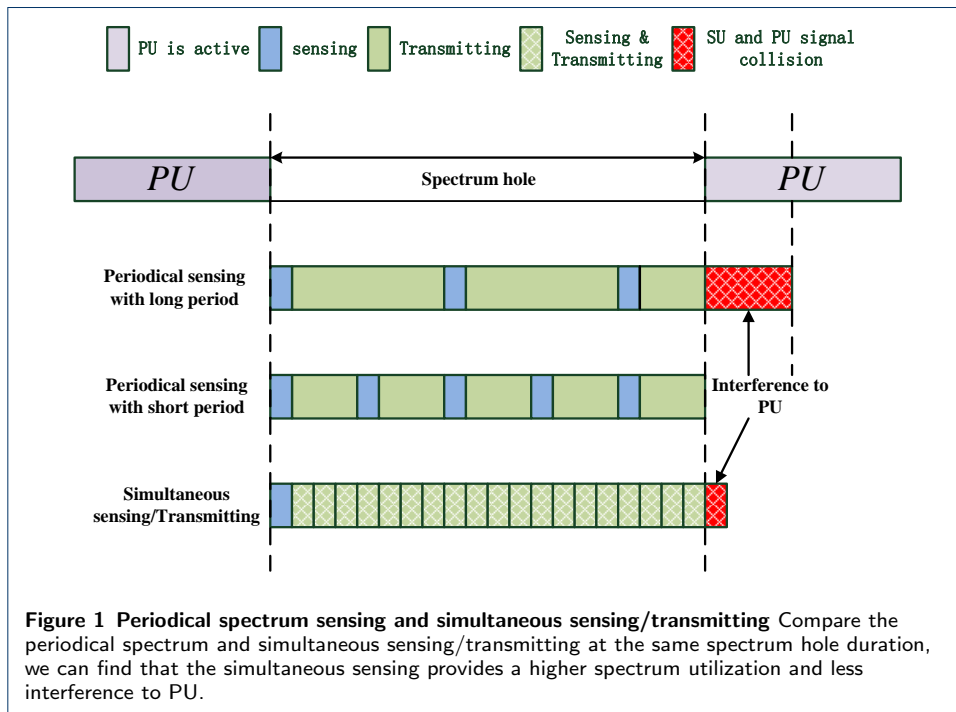 PU is active sensing Transmitting Sensing & Transmitting SU and PU signal collision
PU Spectrum hole PU
Periodical sensing
with long period
Periodical sensing
with short period
Interference to
PU
Simultaneous
sensing/Transmitting
Figure 1 Periodical spectrum sensing and simultaneous sensing/transmitting Compare the
periodical spectrum and simultaneous sensing/transmitting at the same spectrum hole duration,
we can find that the simultaneous sensing provides a higher spectrum utilization and less
interference to PU.